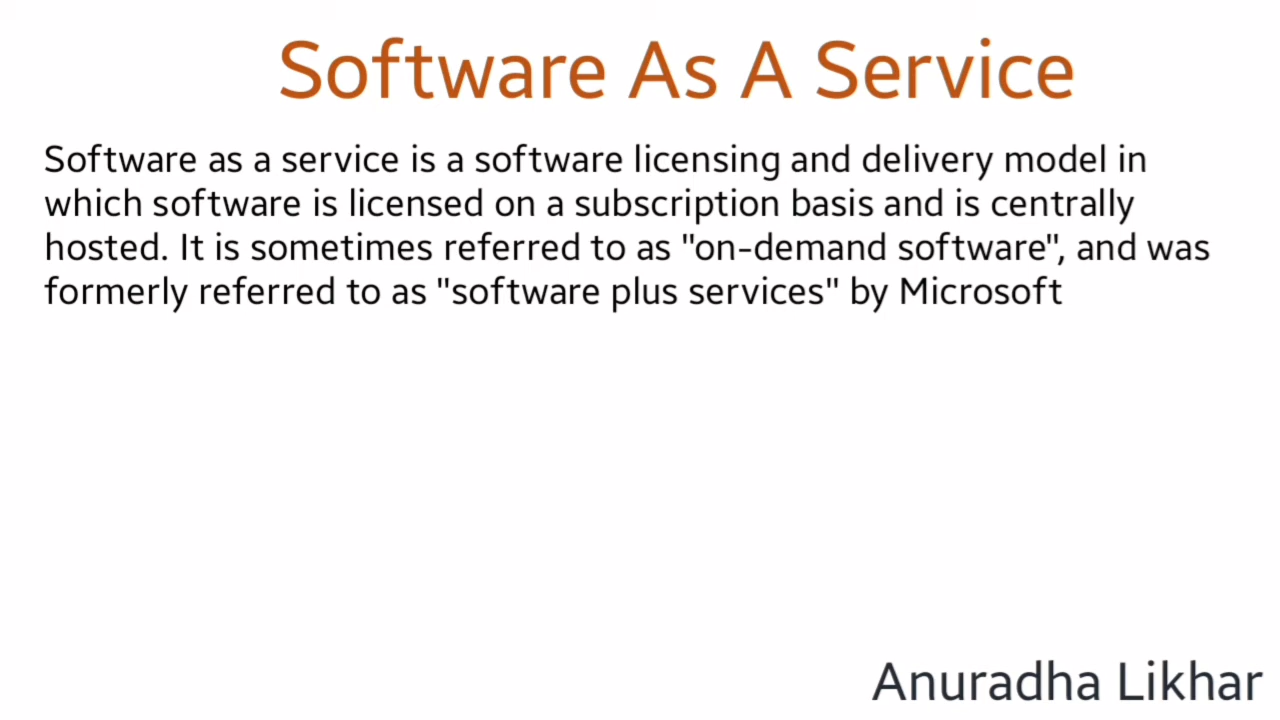 Software As A Service
Software as a service is a software licensing and delivery model in
which software is licensed on a subscription basis and is centrally
hosted. It is sometimes referred to as "on-demand software", and was
formerly referred to as "software plus services" by Microsoft
Anuradha Likhar